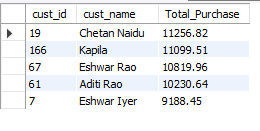 cust_id cust_name Total_Purchase
19 Chetan Naidu 11256.82
166 Kapila 11099.51
67 Eshwar Rao 10819.96
61 Aditi Rao 10230.64
7 Eshwar Iyer 9188.45